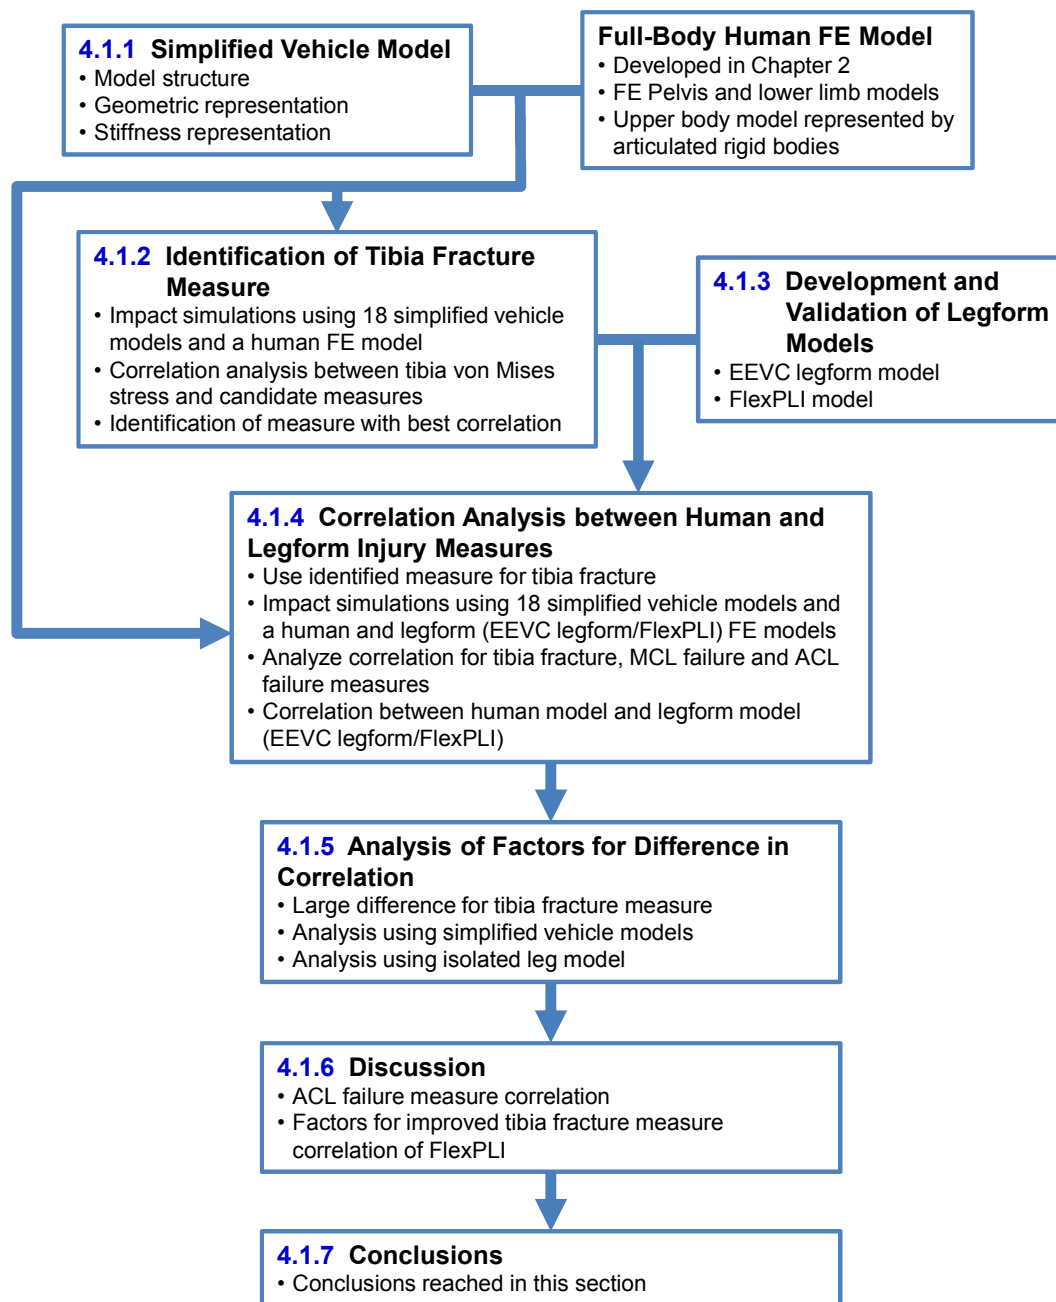 4.1.1 Simplified Vehicle Model
• Model structure
• Geometric representation
• Stiffness representation
Full-Body Human FE Model
• Developed in Chapter 2
• FE Pelvis and lower limb models
• Upper body model represented by
articulated rigid bodies
4.1.2 Identification of Tibia Fracture
Measure
• Impact simulations using 18 simplified vehicle
models and a human FE model
• Correlation analysis between tibia von Mises
stress and candidate measures
• Identification of measure with best correlation
4.1.3 Development and
Validation of Legform
Models
• EEVC legform model
• FlexPLI model
4.1.4 Correlation Analysis between Human and
Legform Injury Measures
• Use identified measure for tibia fracture
• Impact simulations using 18 simplified vehicle models and
a human and legform (EEVC legform/FlexPLI) FE models
• Analyze correlation for tibia fracture, MCL failure and ACL
failure measures
• Correlation between human model and legform model
(EEVC legform/FlexPLI)
4.1.5 Analysis of Factors for Difference in
Correlation
• Large difference for tibia fracture measure
• Analysis using simplified vehicle models
• Analysis using isolated leg model
4.1.6 Discussion
• ACL failure measure correlation
• Factors for improved tibia fracture measure
correlation of FlexPLI
4.1.7 Conclusions
• Conclusions reached in this section